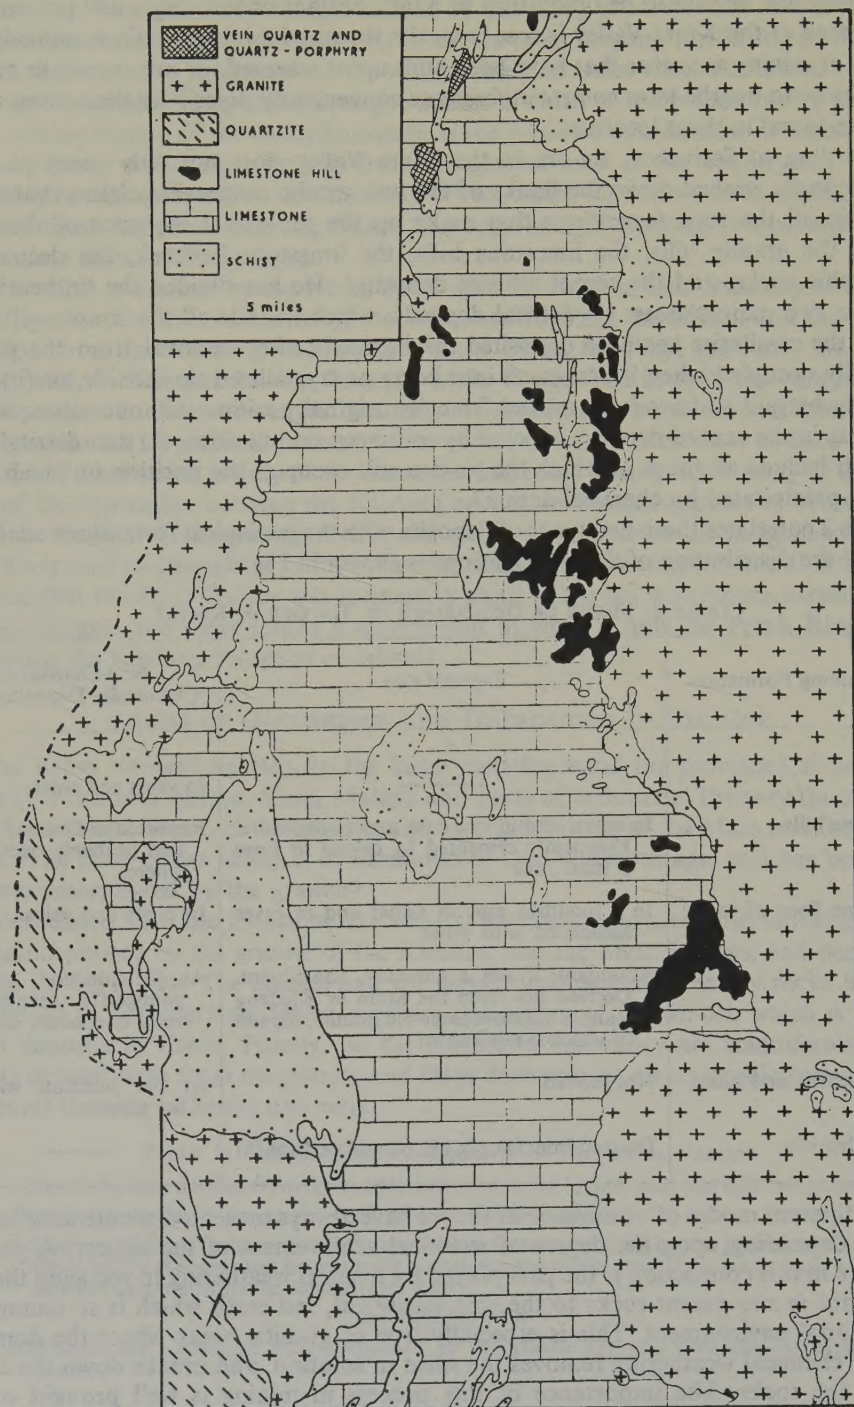 VEIN QUARTZ AND
QUARTZ-PORPHYRY
GRANITE
QUARTZITE
LIMESTONE HILL
LIMESTONE
SCHIST
5 miles